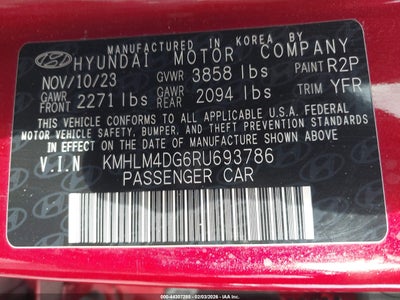 MANUFACTURED IN KOREA BY
HYUNDAI MOTOR COMPANY
NOV/10/23 GVWR 3858 lbs PAINT R2P
GAWR FRONT 2271 lbs GAWR REAR 2094 lbs TRIM YFR
THIS VEHICLE CONFORMS TO ALL APPLICABLE U.S. FEDERAL
MOTOR VEHICLE SAFETY, BUMPER, AND THEFT PREVENTION STANDARDS
IN EFFECT ON THE DATE OF MANUFACTURE SHOWN ABOVE.
V.I.N KMHLM4DG6RU693786
PASSENGER CAR
000-44307255 - 02/03/2026 - IAA Auctions